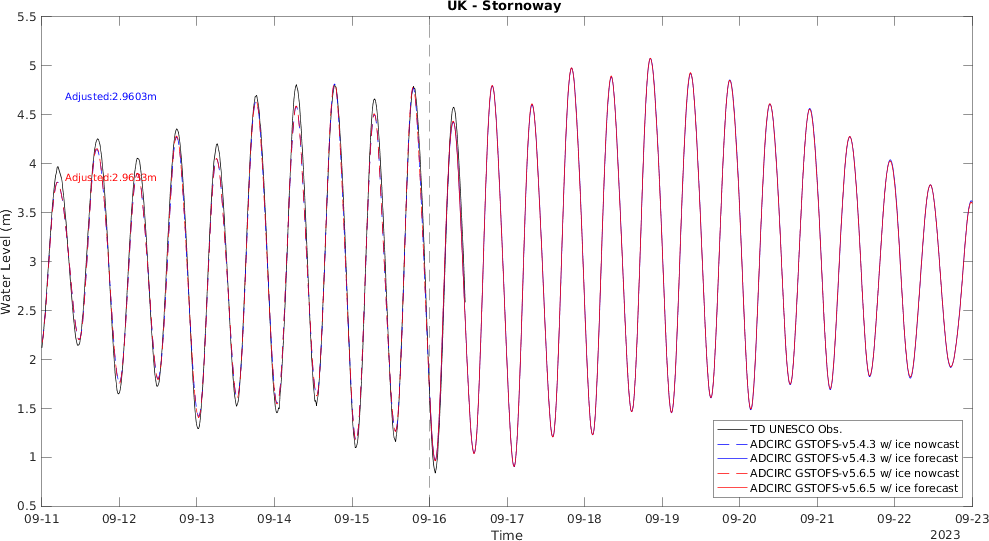 UK - Stornoway
5.5
5
4.5
4
3.5
3
2.5
2
1.5
1
0.5
Water Level (m)
Adjusted:2.9603m
Adjusted:2.9653m
TD UNESCO Obs.
ADCIRC GSTOFS-v5.4.3 w/ ice nowcast
ADCIRC GSTOFS-v5.4.3 w/ ice forecast
ADCIRC GSTOFS-v5.6.5 w/ ice nowcast
ADCIRC GSTOFS-v5.6.5 w/ ice forecast
09-11 09-12 09-13 09-14 09-15 09-16 09-17 09-18 09-19 09-20 09-21 09-22 09-23
Time
2023